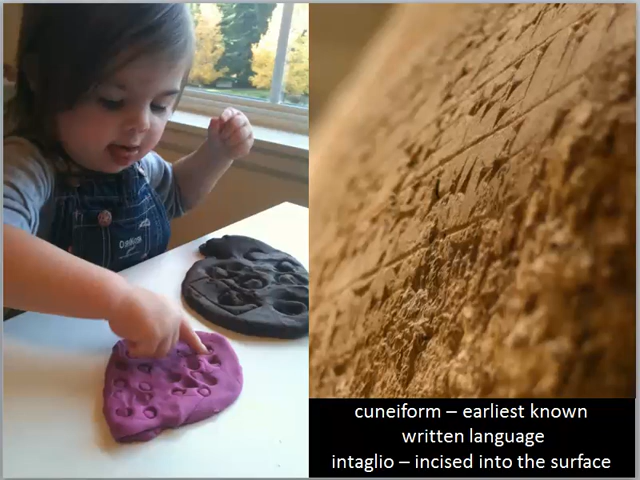 cuneiform – earliest known
written language
intaglio – incised into the surface